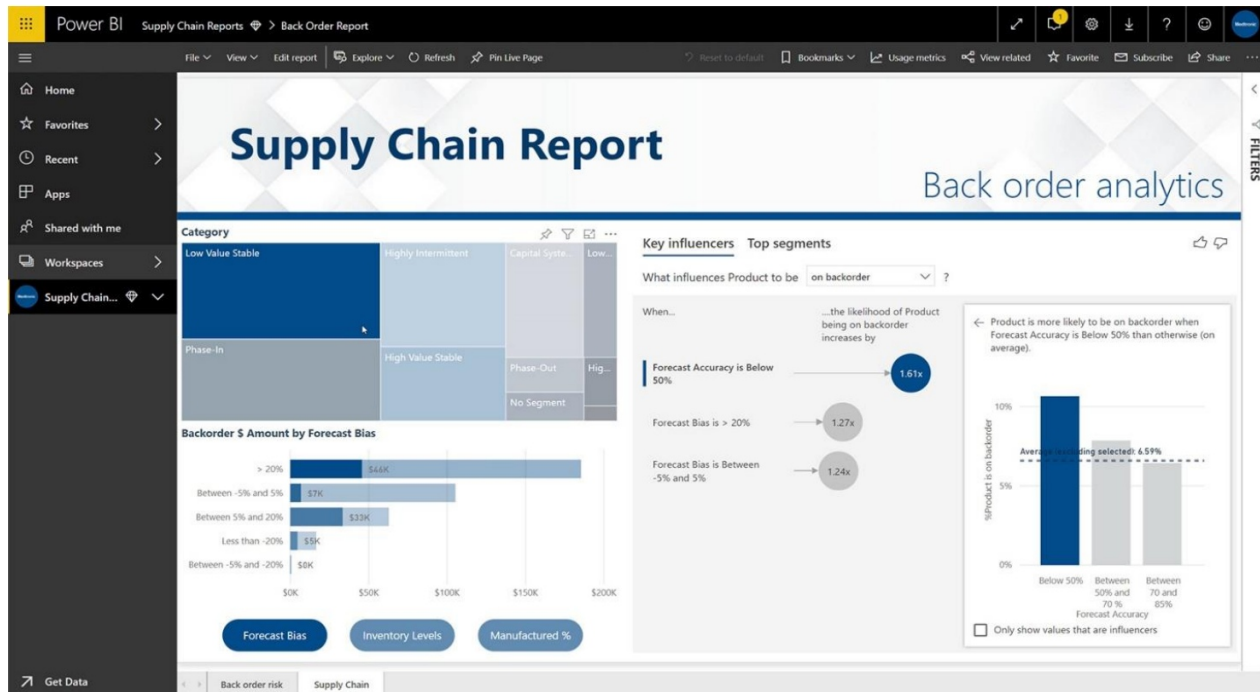 Power BI
Supply Chain Reports > Back Order Report
1
Medtronic
File
View
Edit report
Explore
Refresh
Pin Live Page
Reset to default
Bookmarks
Usage metrics
View related
Favorite
Subscribe
Share
Home
Favorites
Recent
Apps
Shared with me
Workspaces
Supply Chain...
Get Data
FILTERS
Supply Chain Report
Back order analytics
Category
Low Value Stable
Highly Intermittent
Capital Syste...
Low...
Phase-In
High Value Stable
Phase-Out
Hig...
No Segment
Backorder $ Amount by Forecast Bias
> 20%
$46K
Between -5% and 5%
$7K
Between 5% and 20%
$33K
Less than -20%
$5K
Between -5% and -20%
$0K
$0K
$50K
$100K
$150K
$200K
Forecast Bias
Inventory Levels
Manufactured %
Key influencers
Top segments
What influences Product to be
on backorder
?
When...
....the likelihood of Product
being on backorder
increases by
Forecast Accuracy is Below
50%
1.61x
Forecast Bias is > 20%
1.27x
Forecast Bias is Between
-5% and 5%
1.24x
Product is more likely to be on backorder when
Forecast Accuracy is Below 50% than otherwise (on
average).
%Product is on backorder
10%
5%
0%
Average (excluding selected): 6.59%
Below 50%
Between
50% and
70 %
Between
70 and
85%
Forecast Accuracy
Only show values that are influencers
Back order risk
Supply Chain